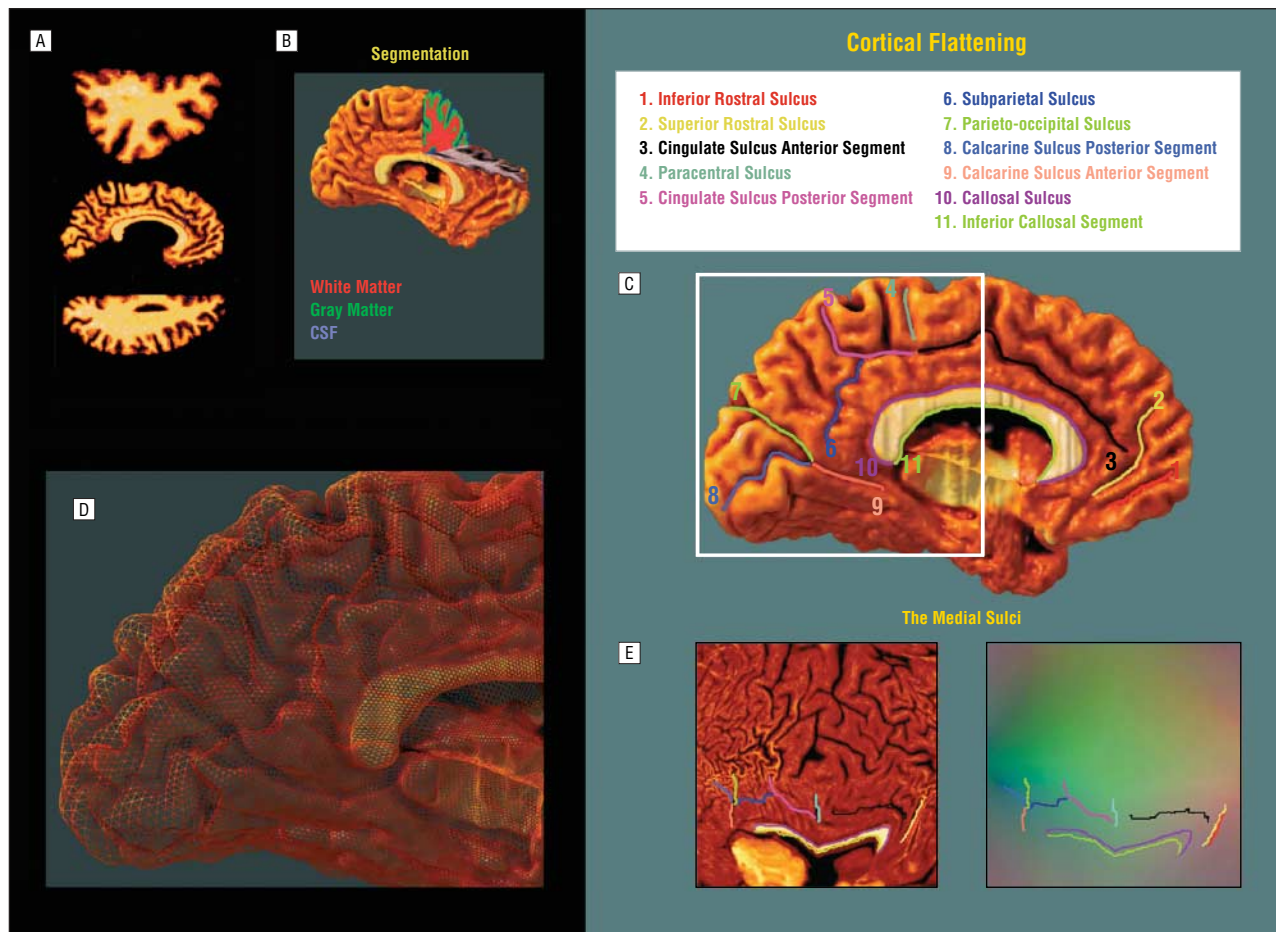 A
B
Segmentation
White Matter
Gray Matter
CSF
D
Cortical Flattening
1. Inferior Rostral Sulcus
2. Superior Rostral Sulcus
3. Cingulate Sulcus Anterior Segment
4. Paracentral Sulcus
5. Cingulate Sulcus Posterior Segment
6. Subparietal Sulcus
7. Parieto-occipital Sulcus
8. Calcarine Sulcus Posterior Segment
9. Calcarine Sulcus Anterior Segment
10. Callosal Sulcus
11. Inferior Callosal Segment
C
5
4
7
2
6
3
10
11
1
8
9
The Medial Sulci
E